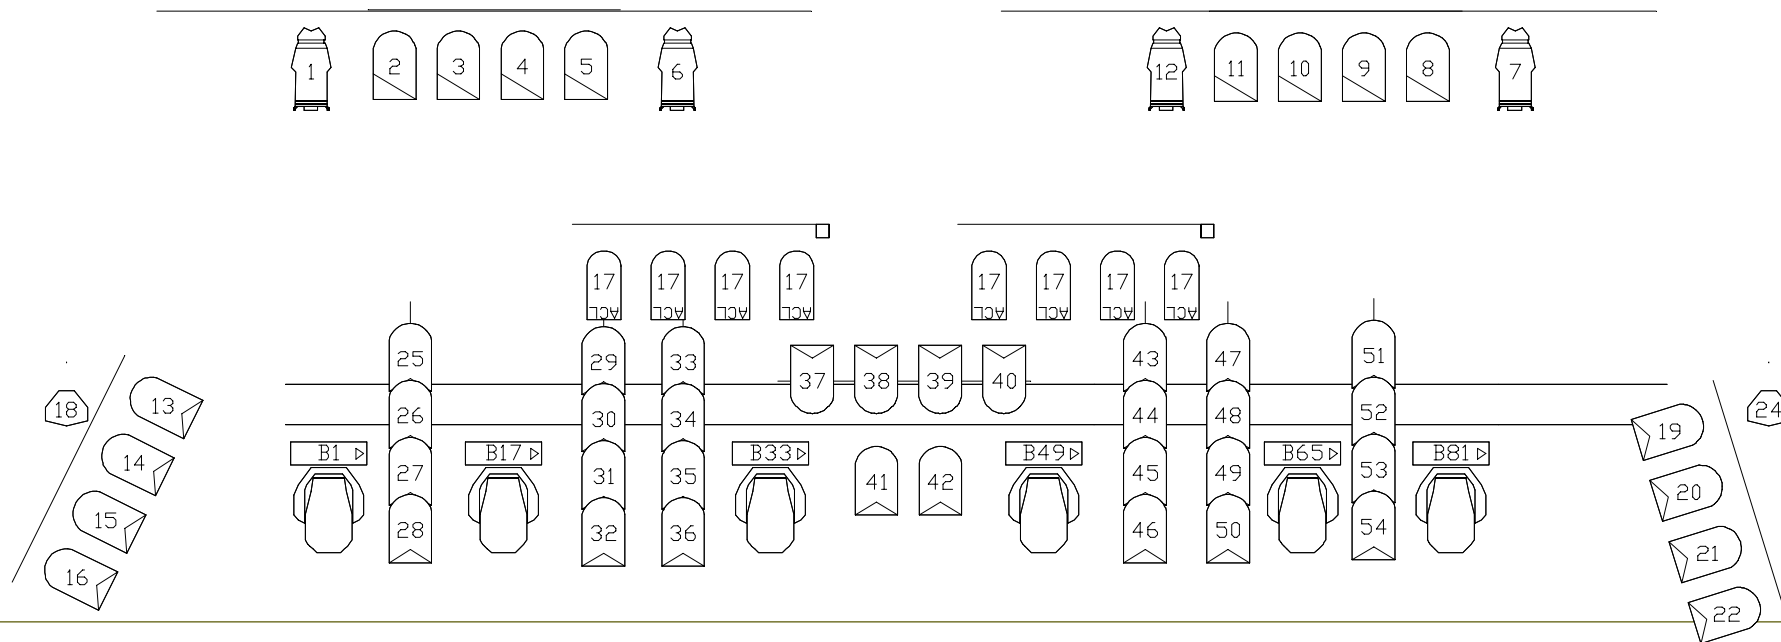 1 2 3 4 5 6 12 11 10 9 8 7
17 17 17 17 17 17 17 17
ACL ACL ACL ACL ACL ACL ACL ACL
25 29 33 43 47 51
37 38 39 40
18 13 24
26 30 34 44 48 52
19
14 B1 B17 B33 B49 B65 B81
27 31 35 41 42 45 49 53
20
15
28 32 36 46 50 54
21
16
22